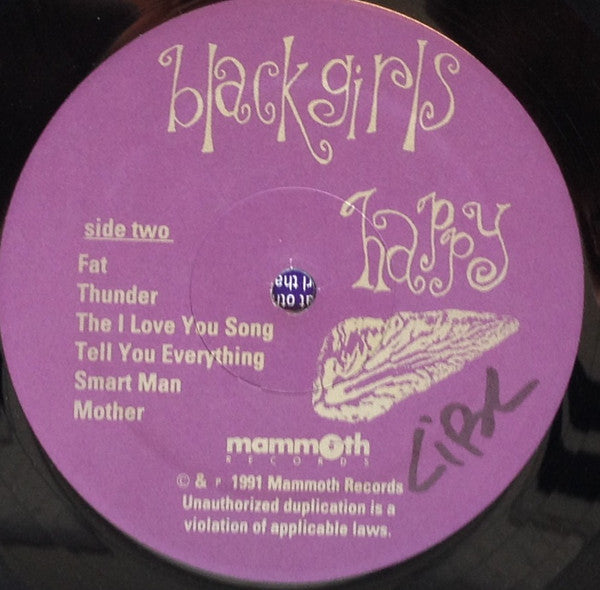 blackgirls
happy
side two
Fat
Thunder
The I Love You Song
Tell You Everything
Smart Man
Mother
mammoth
RECORDS
© & ℗ 1991 Mammoth Records
Unauthorized duplication is a
violation of applicable laws.